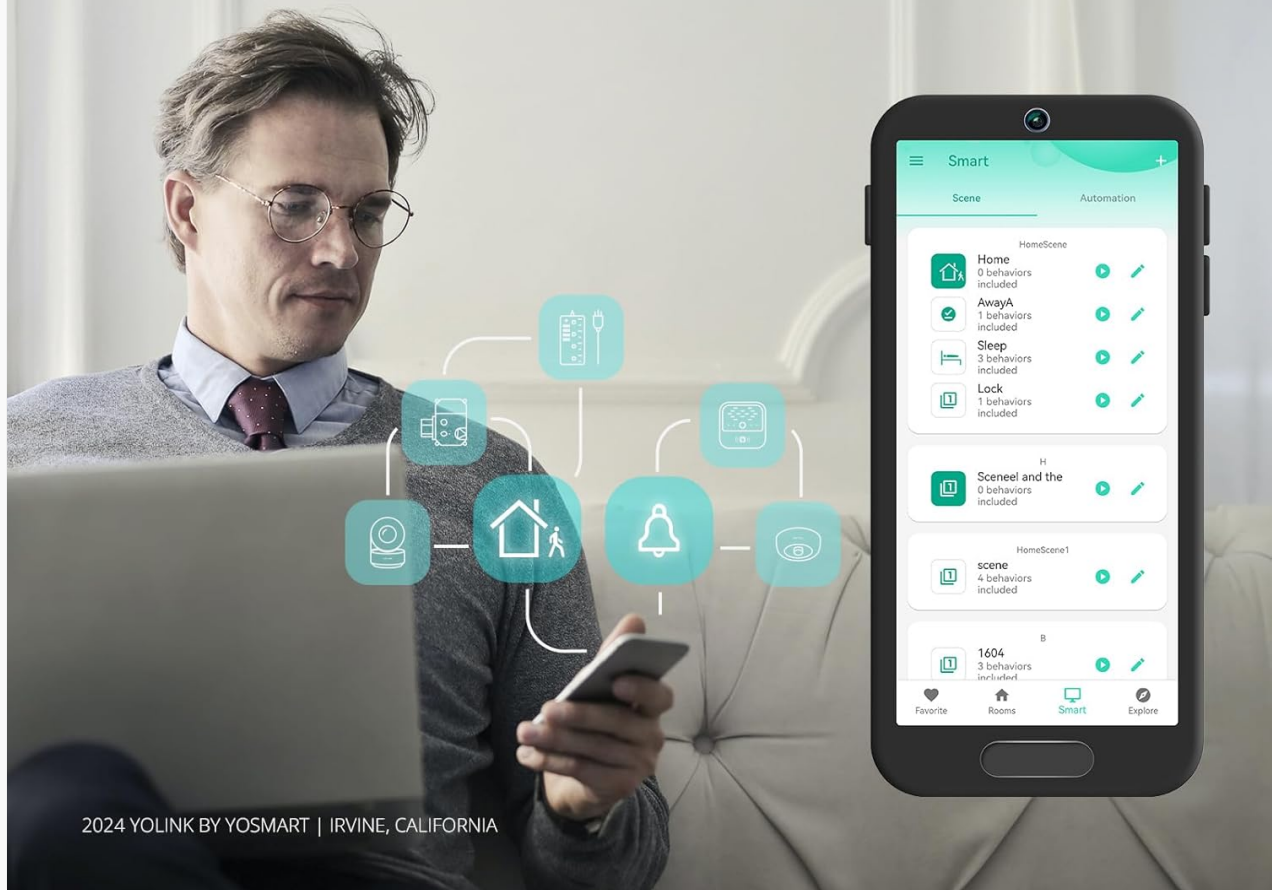 Smart
Scene
Automation
HomeScene
Home
0 behaviors
included
AwayA
1 behaviors
included
Sleep
3 behaviors
included
Lock
1 behaviors
included
H
Sceneel and the
0 behaviors
included
HomeScene1
scene
4 behaviors
included
B
1604
3 behaviors
included
Favorite
Rooms
Smart
Explore
2024 YOLINK BY YOSMART | IRVINE, CALIFORNIA